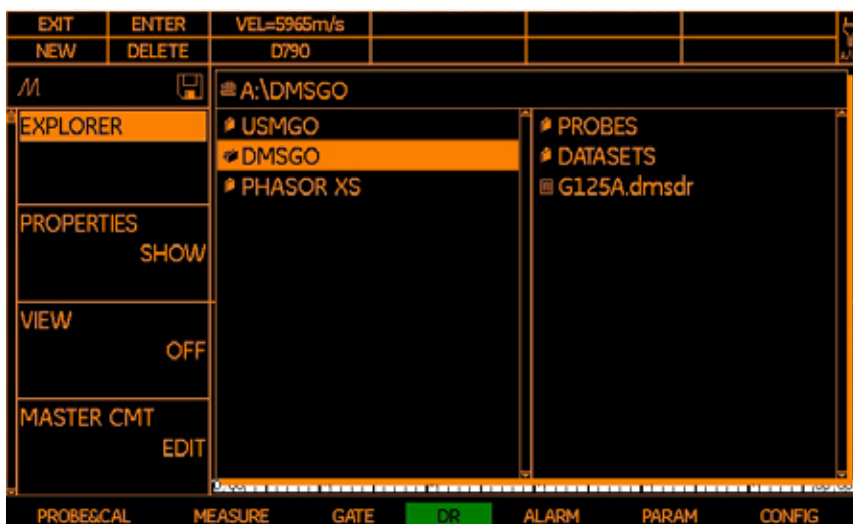 EXIT ENTER VEL=5965m/s
NEW DELETE D790
A:\DMSGO
EXPLORER
USMGO
DMSGO
PHASOR XS
PROBES
DATASETS
G125A.dmsdr
PROPERTIES
SHOW
VIEW
OFF
MASTER CMT
EDIT
PROBE&CAL MEASURE GATE DR ALARM PARAM CONFIG